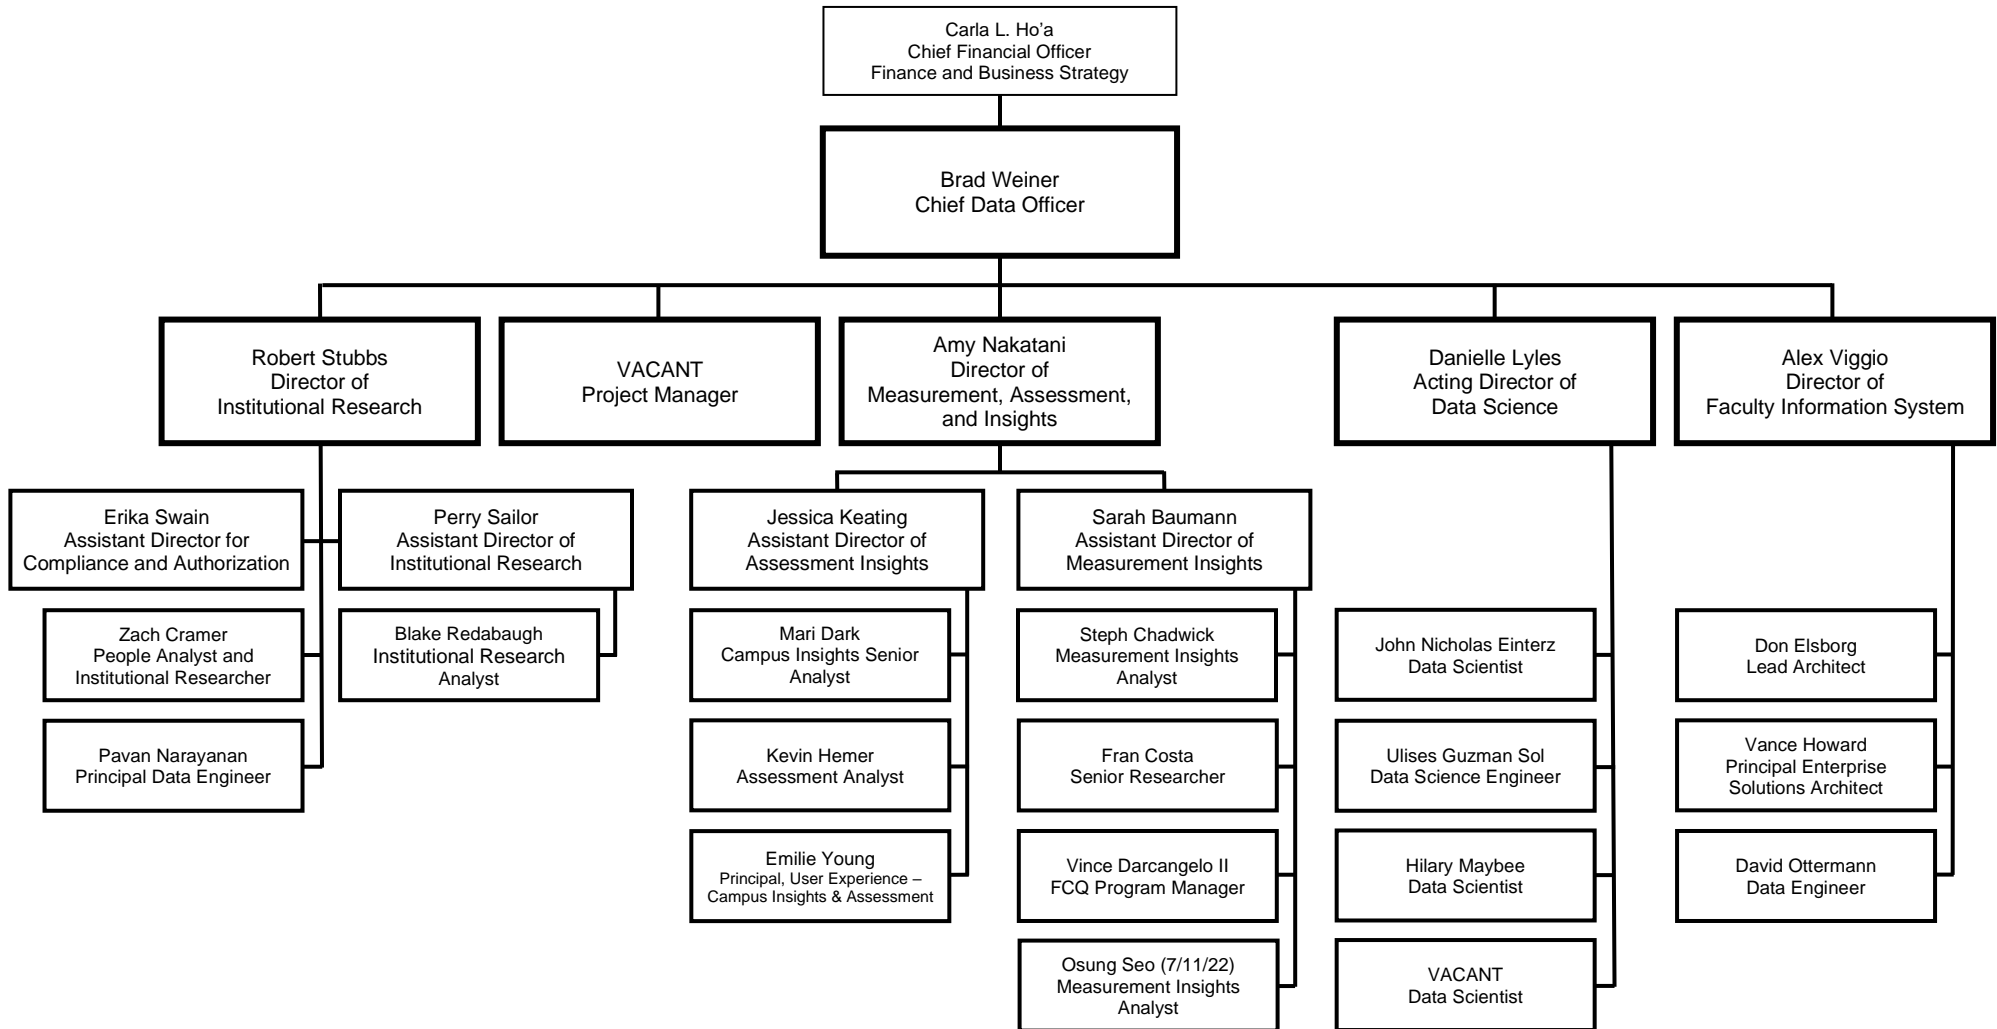 Carla L. Ho’a
Chief Financial Officer
Finance and Business Strategy
Brad Weiner
Chief Data Officer
Robert Stubbs
Director of
Institutional Research
VACANT
Project Manager
Amy Nakatani
Director of
Measurement, Assessment,
and Insights
Danielle Lyles
Acting Director of
Data Science
Alex Viggio
Director of
Faculty Information System
Erika Swain
Assistant Director for
Compliance and Authorization
Perry Sailor
Assistant Director of
Institutional Research
Jessica Keating
Assistant Director of
Assessment Insights
Sarah Baumann
Assistant Director of
Measurement Insights
Zach Cramer
People Analyst and
Institutional Researcher
Blake Redabaugh
Institutional Research
Analyst
Mari Dark
Campus Insights Senior
Analyst
Steph Chadwick
Measurement Insights
Analyst
John Nicholas Einterz
Data Scientist
Don Elsborg
Lead Architect
Pavan Narayanan
Principal Data Engineer
Kevin Hemer
Assessment Analyst
Fran Costa
Senior Researcher
Ulises Guzman Sol
Data Science Engineer
Vance Howard
Principal Enterprise
Solutions Architect
Emilie Young
Principal, User Experience –
Campus Insights & Assessment
Vince Darcangelo II
FCQ Program Manager
Hilary Maybee
Data Scientist
David Ottermann
Data Engineer
Osung Seo (7/11/22)
Measurement Insights
Analyst
VACANT
Data Scientist